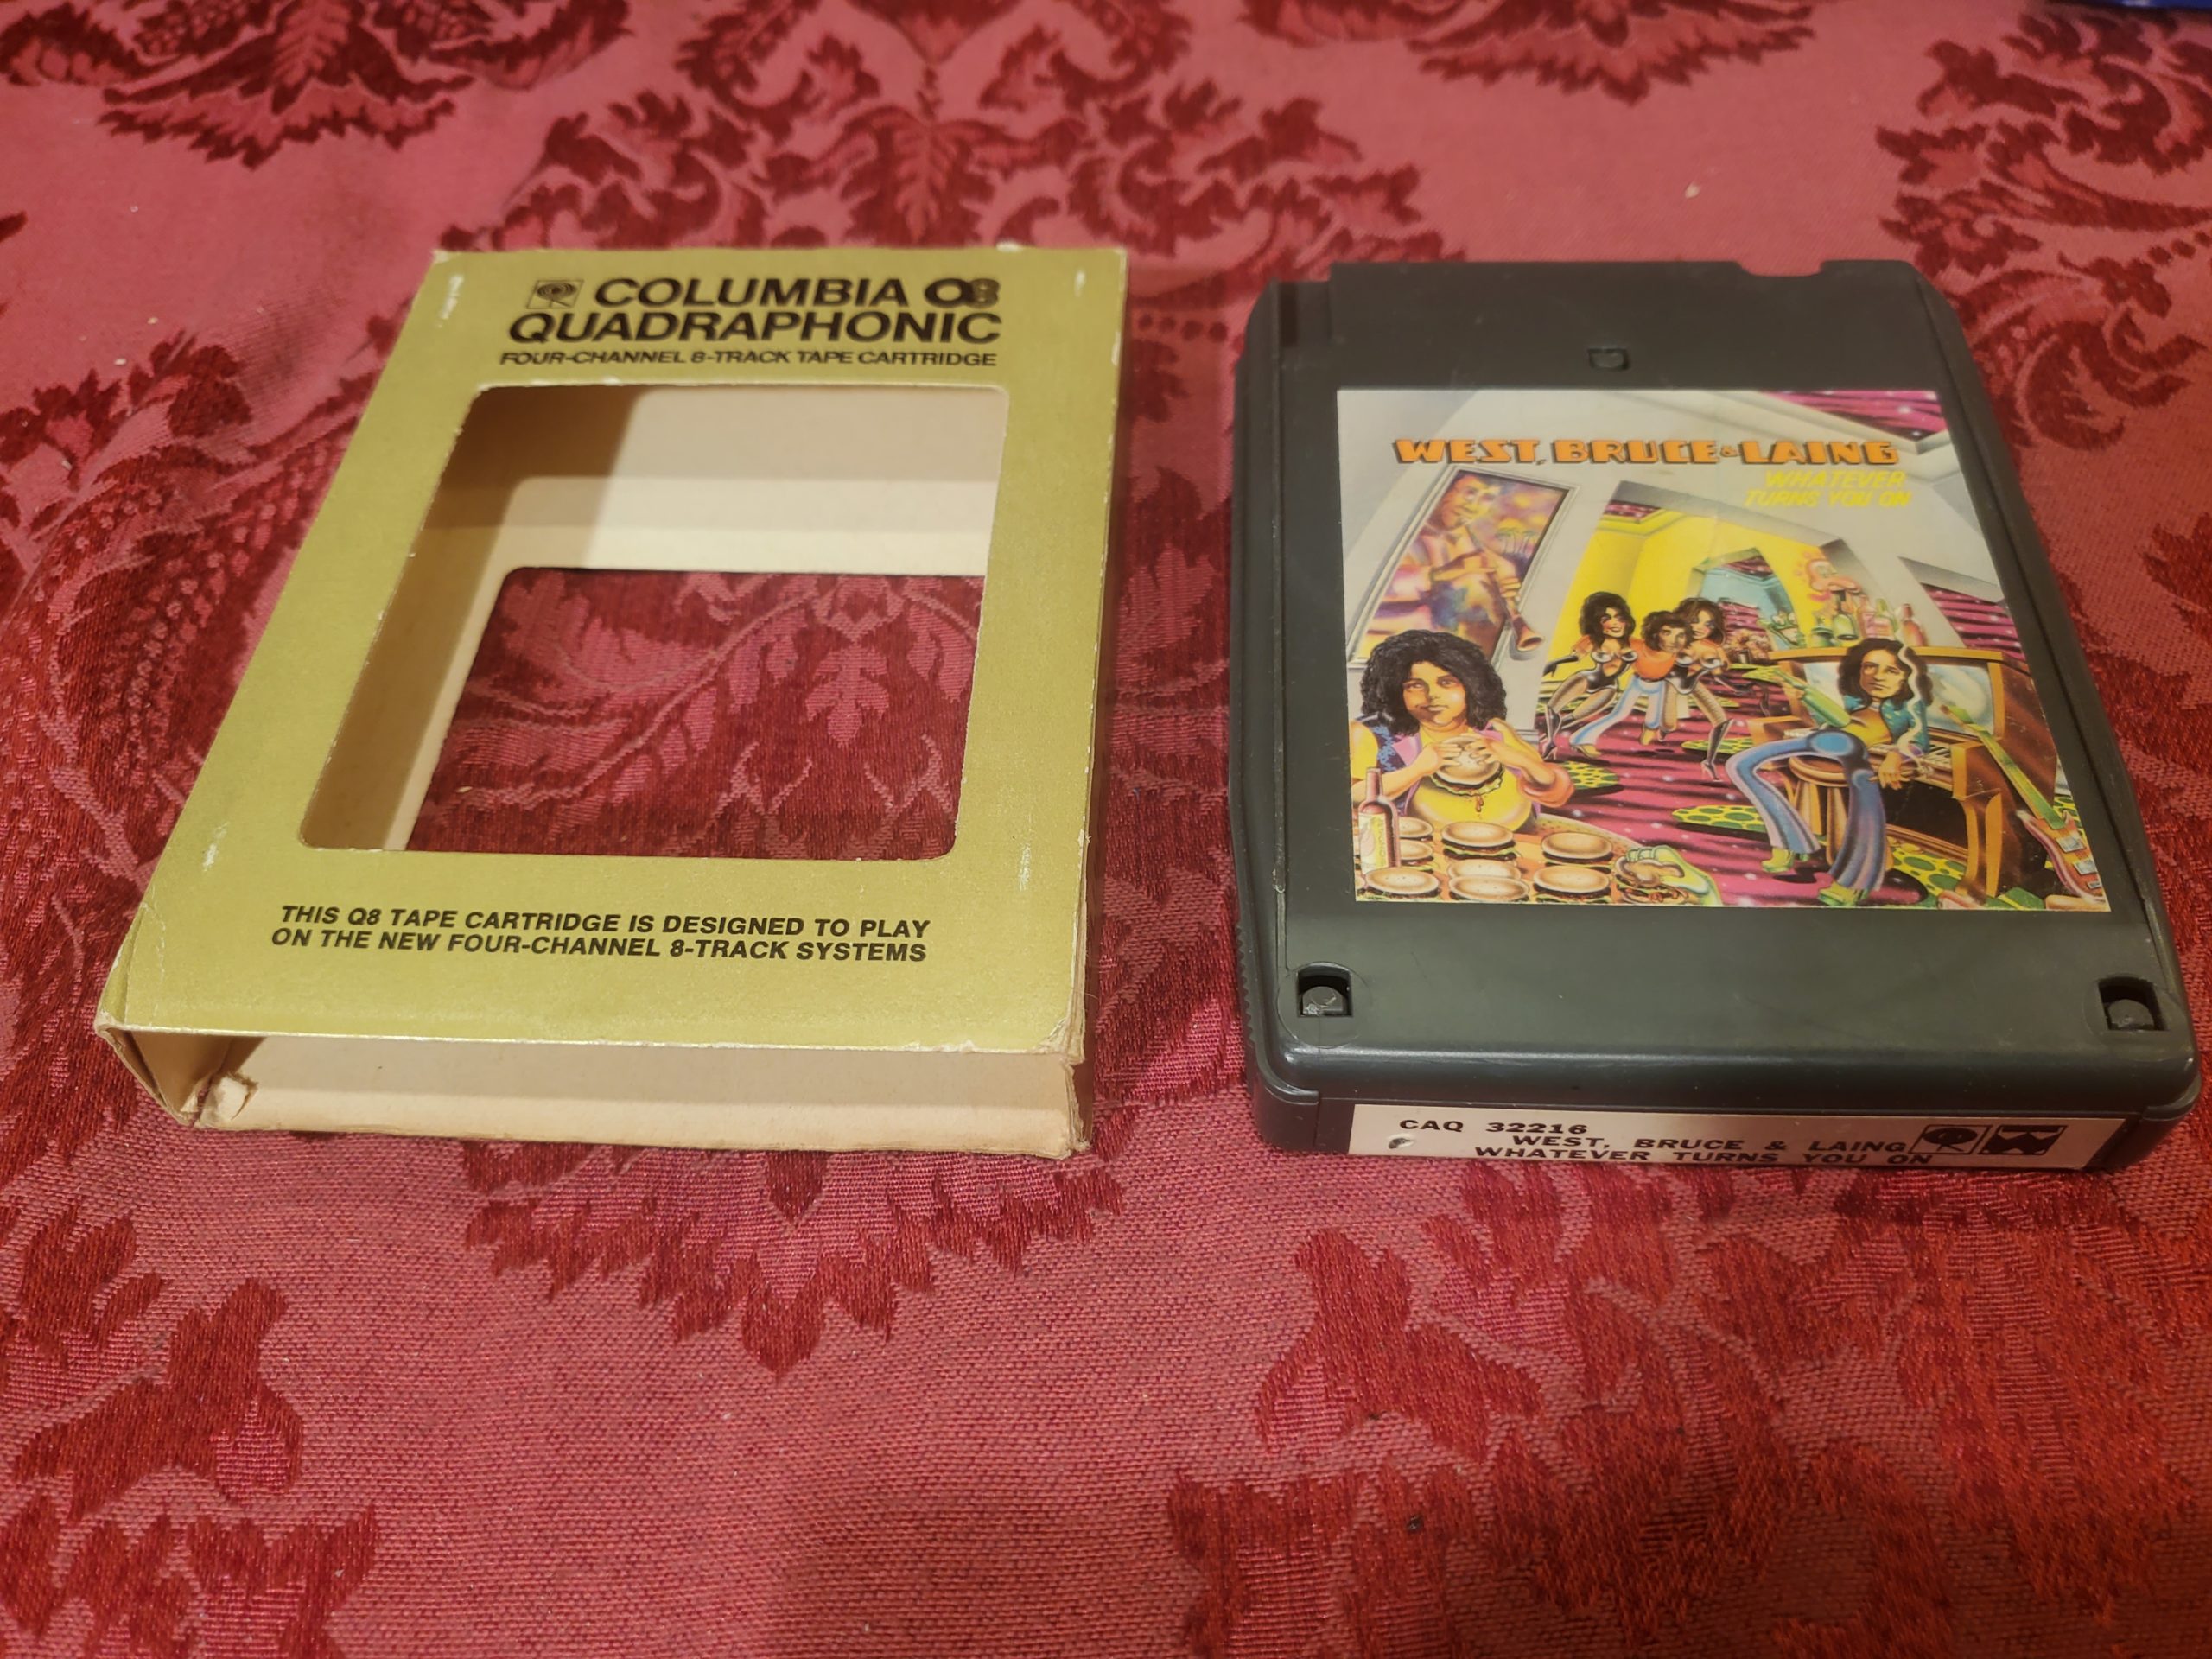 COLUMBIA Q8
QUADRAPHONIC
FOUR-CHANNEL 8-TRACK TAPE CARTRIDGE
THIS Q8 TAPE CARTRIDGE IS DESIGNED TO PLAY
ON THE NEW FOUR-CHANNEL 8-TRACK SYSTEMS
WEST, BRUCE & LAING
WHATEVER
TURNS YOU ON
CAQ 32216
WEST, BRUCE & LAING
WHATEVER TURNS YOU ON